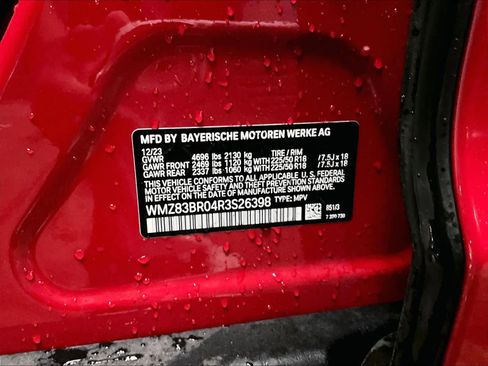 MFD BY BAYERISCHE MOTOREN WERKE AG
12/23 TIRE / RIM
GVWR 4696 lbs 2130 kg
GAWR FRONT 2469 lbs 1120 kg WITH 225/50 R18 / 7.5J x 18
GAWR REAR 2337 lbs 1060 kg WITH 225/50 R18 / 7.5J x 18
THIS VEHICLE CONFORMS TO ALL APPLICABLE U.S. FEDERAL
MOTOR VEHICLE SAFETY, BUMPER, AND THEFT PREVENTION
STANDARDS IN EFFECT ON THE DATE OF MANUFACTURE
SHOWN ABOVE.
WMZ83BR04R3S26398 TYPE: MPV
R51/3